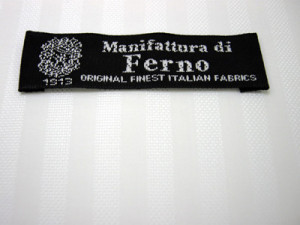 Manifattura di
Ferno
1913
ORIGINAL FINEST ITALIAN FABRICS